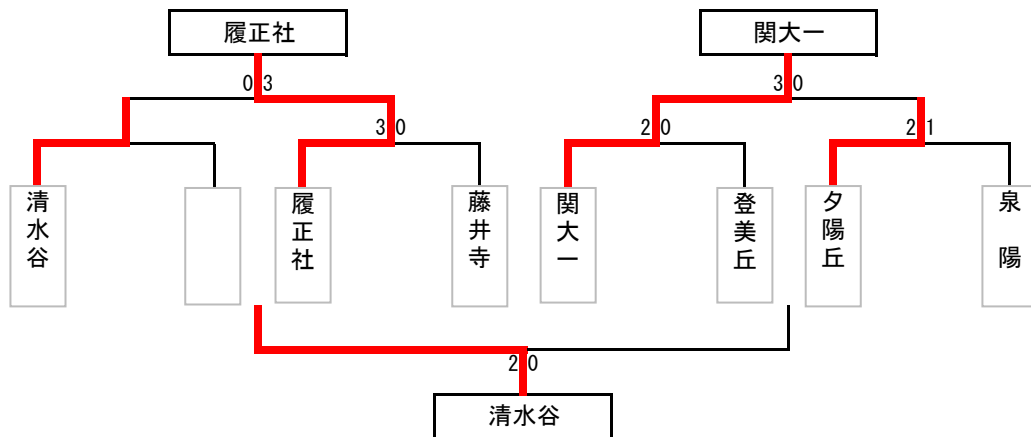 履正社
関大一
0 3
3 0
3 0
2 0
2 1
清水谷
履正社
藤井寺
関大一
登美丘
夕陽丘
泉陽
2 0
清水谷